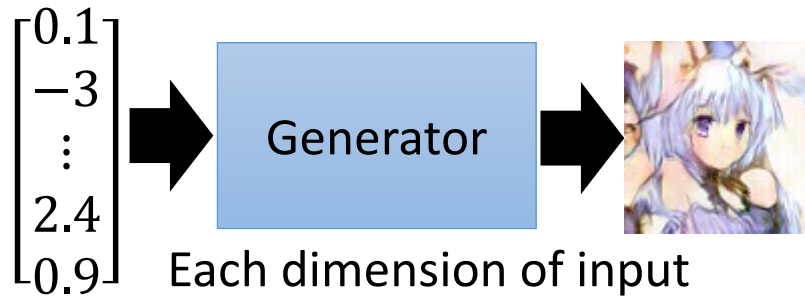 0.1
−3
⋮
2.4
0.9
Generator
Each dimension of input